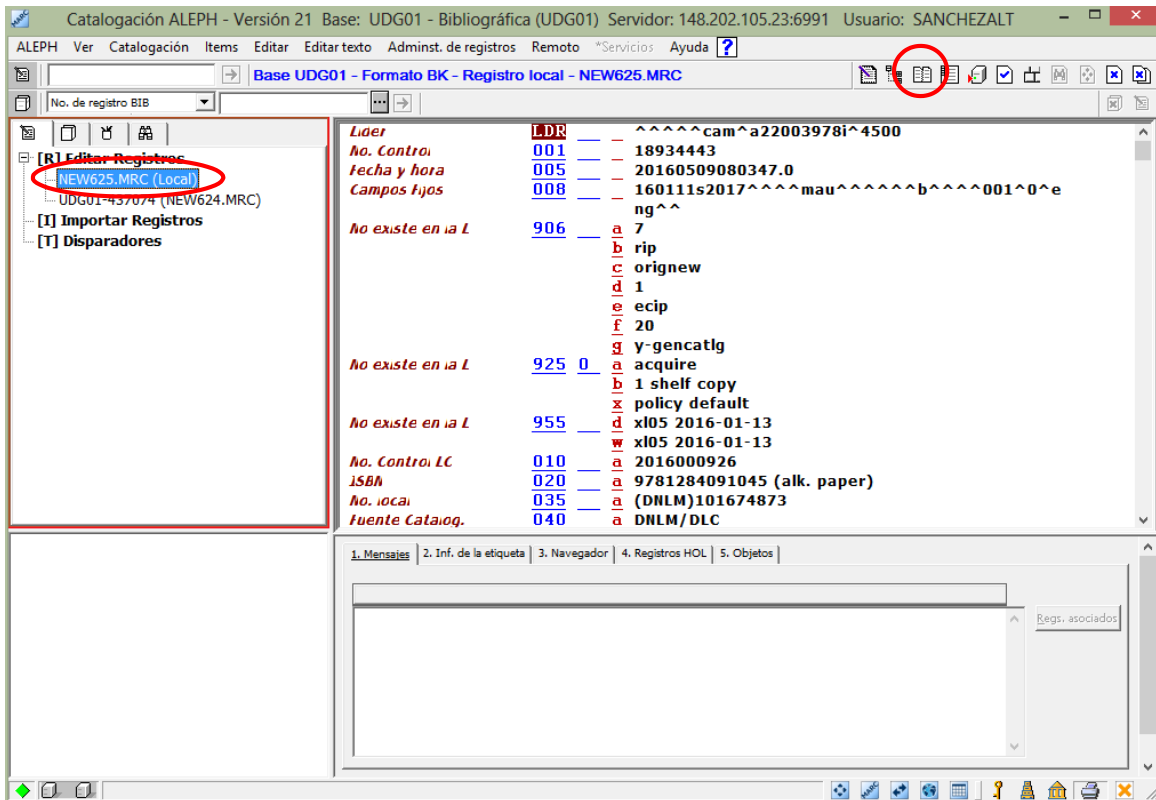 Catalogación ALEPH - Versión 21 Base: UDG01 - Bibliográfica (UDG01) Servidor: 148.202.105.23:6991 Usuario: SANCHEZALT
ALEPH Ver Catalogación Items Editar Editar texto Adminst. de registros Remoto *Servicios Ayuda ?
Base UDG01 - Formato BK - Registro local - NEW625.MRC
No. de registro BIB
[R] Editar Registros
NEW625.MRC (Local)
UDG01-437074 (NEW624.MRC)
[I] Importar Registros
[T] Disparadores
Lider LDR ^^^^^cam^a22003978i^4500
No. Control 001 18934443
Fecha y hora 005 20160509080347.0
Campos Fijos 008 160111s2017^^^^mau^^^^^^b^^^^001^0^e
ng^^
No existe en la L 906 a 7
b rip
c orignew
d 1
e ecip
f 20
g y-gencatlg
No existe en la L 925 0 a acquire
b 1 shelf copy
x policy default
No existe en la L 955 d xl05 2016-01-13
w xl05 2016-01-13
No. Control LC 010 a 2016000926
ISBN 020 a 9781284091045 (alk. paper)
No. local 035 a (DNLM)101674873
Fuente Catalog. 040 a DNLM/DLC
1. Mensajes 2. Inf. de la etiqueta 3. Navegador 4. Registros HOL 5. Objetos
Regs. asociados